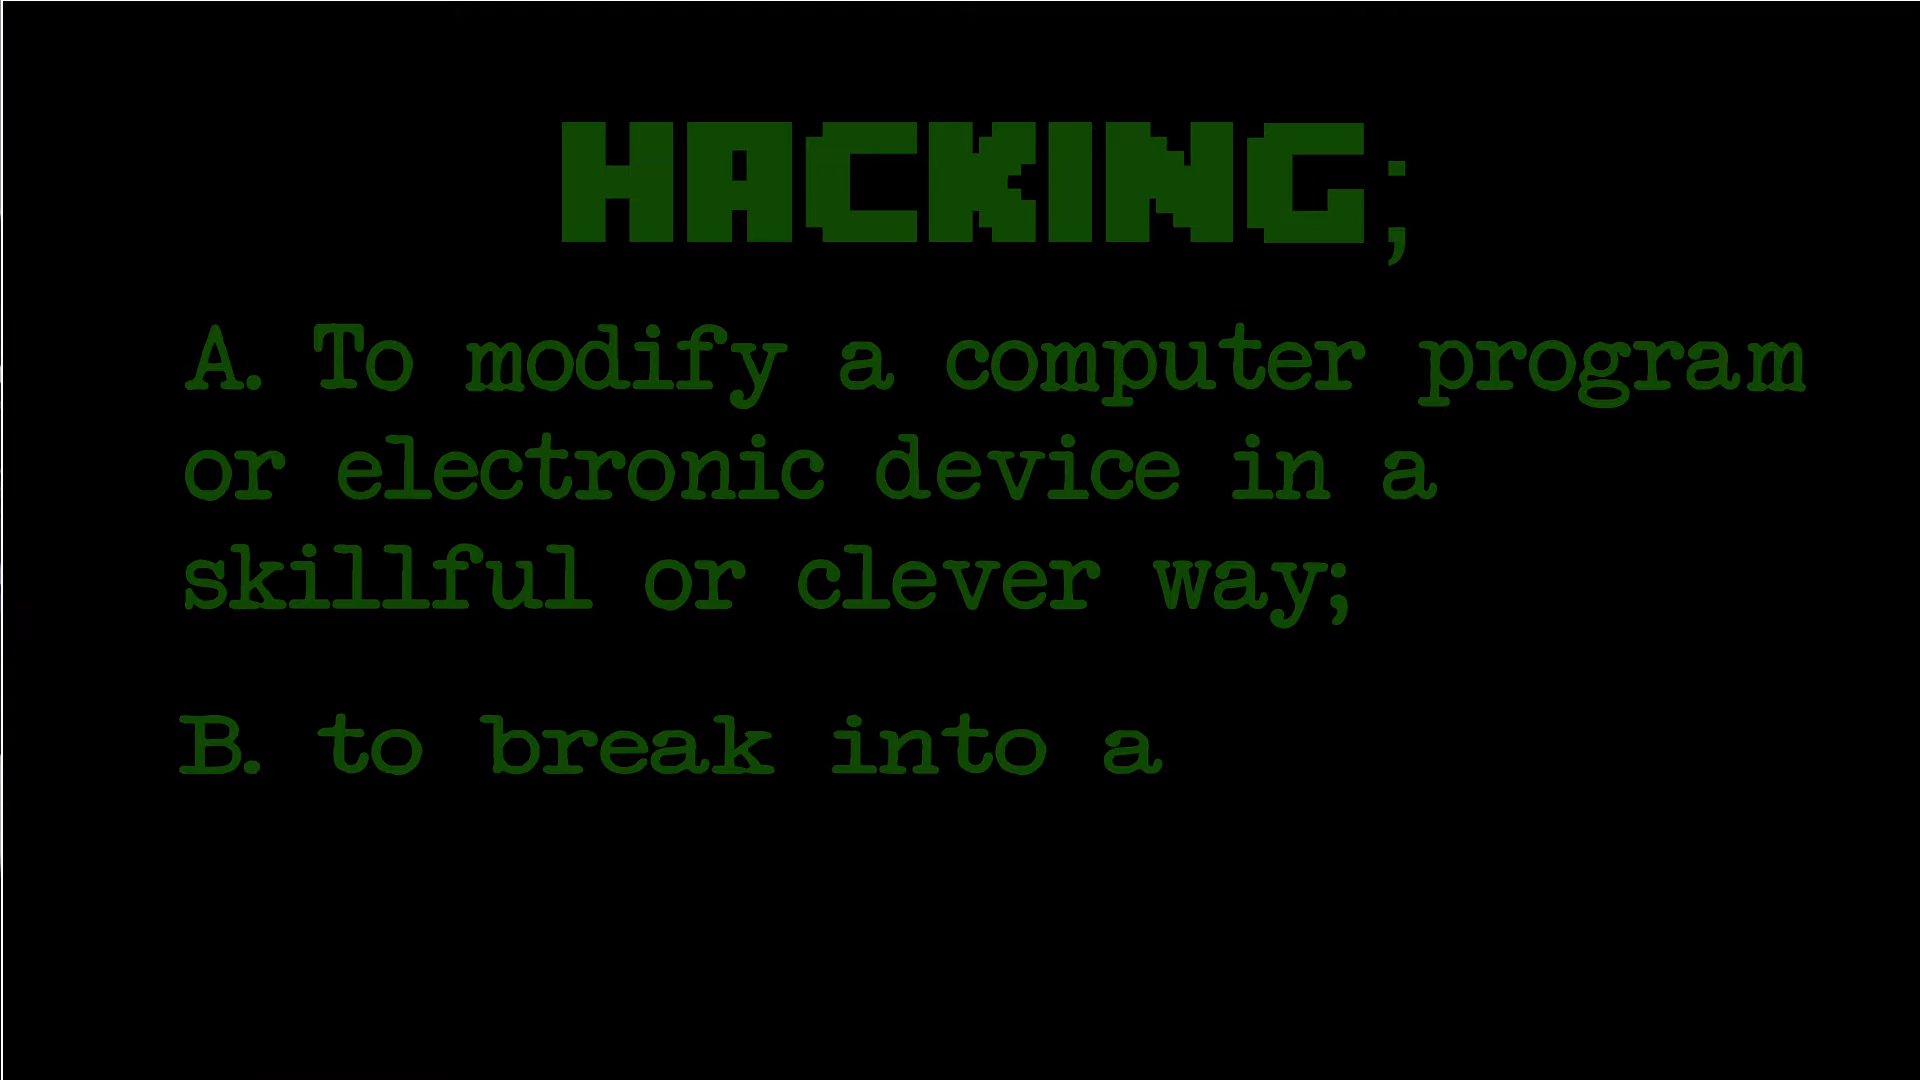 HACKING;
A. To modify a computer program
or electronic device in a
skillful or clever way;
B. to break into a